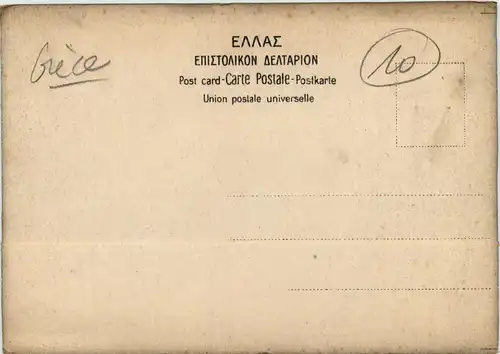 Grèce
10
ΕΛΛΑΣ
ΕΠΙΣΤΟΛΙΚΟΝ ΔΕΛΤΑΡΙΟΝ
Post card-Carte Postale-Postkarte
Union postale universelle